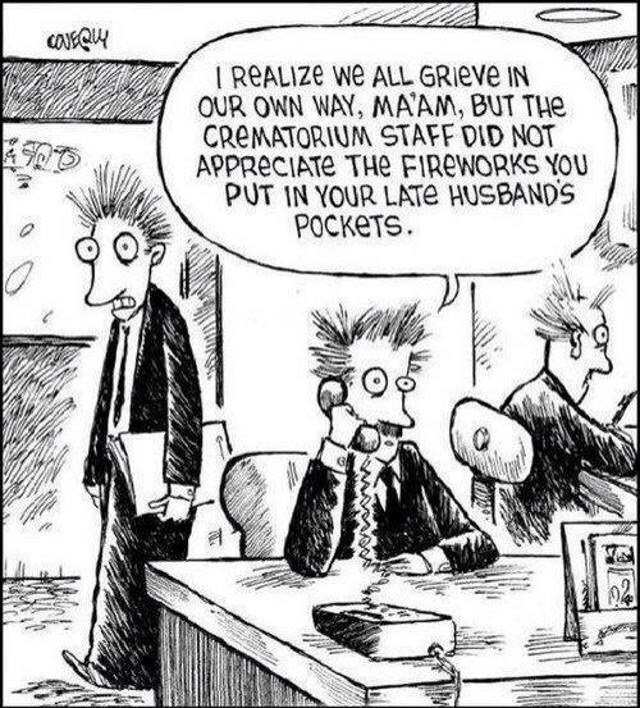 I REALIZE WE ALL GRIEVE IN
OUR OWN WAY, MA'AM, BUT THE
CREMATORIUM STAFF DID NOT
APPRECIATE THE FIREWORKS YOU
PUT IN YOUR LATE HUSBAND'S
POCKETS.